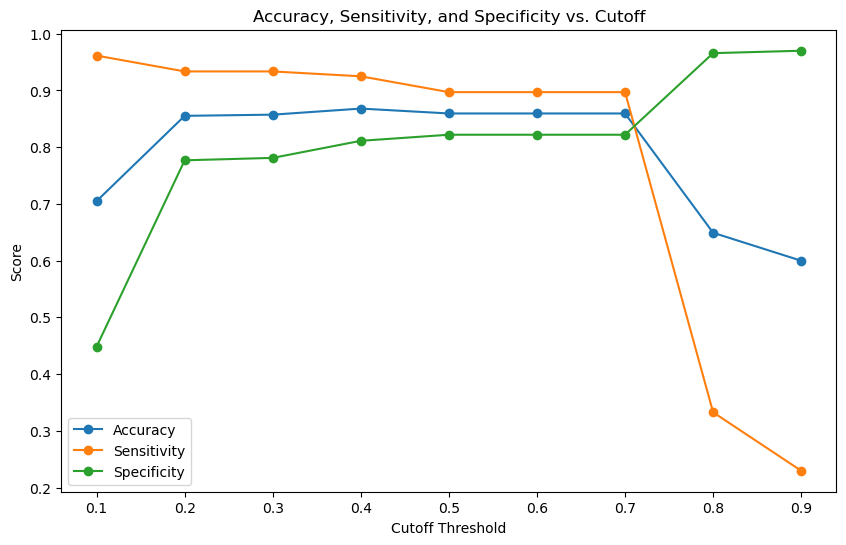 Accuracy, Sensitivity, and Specificity vs. Cutoff
1.0
0.9
0.8
0.7
0.6
0.5
0.4
0.3
0.2
Score
Accuracy
Sensitivity
Specificity
0.1 0.2 0.3 0.4 0.5 0.6 0.7 0.8 0.9
Cutoff Threshold